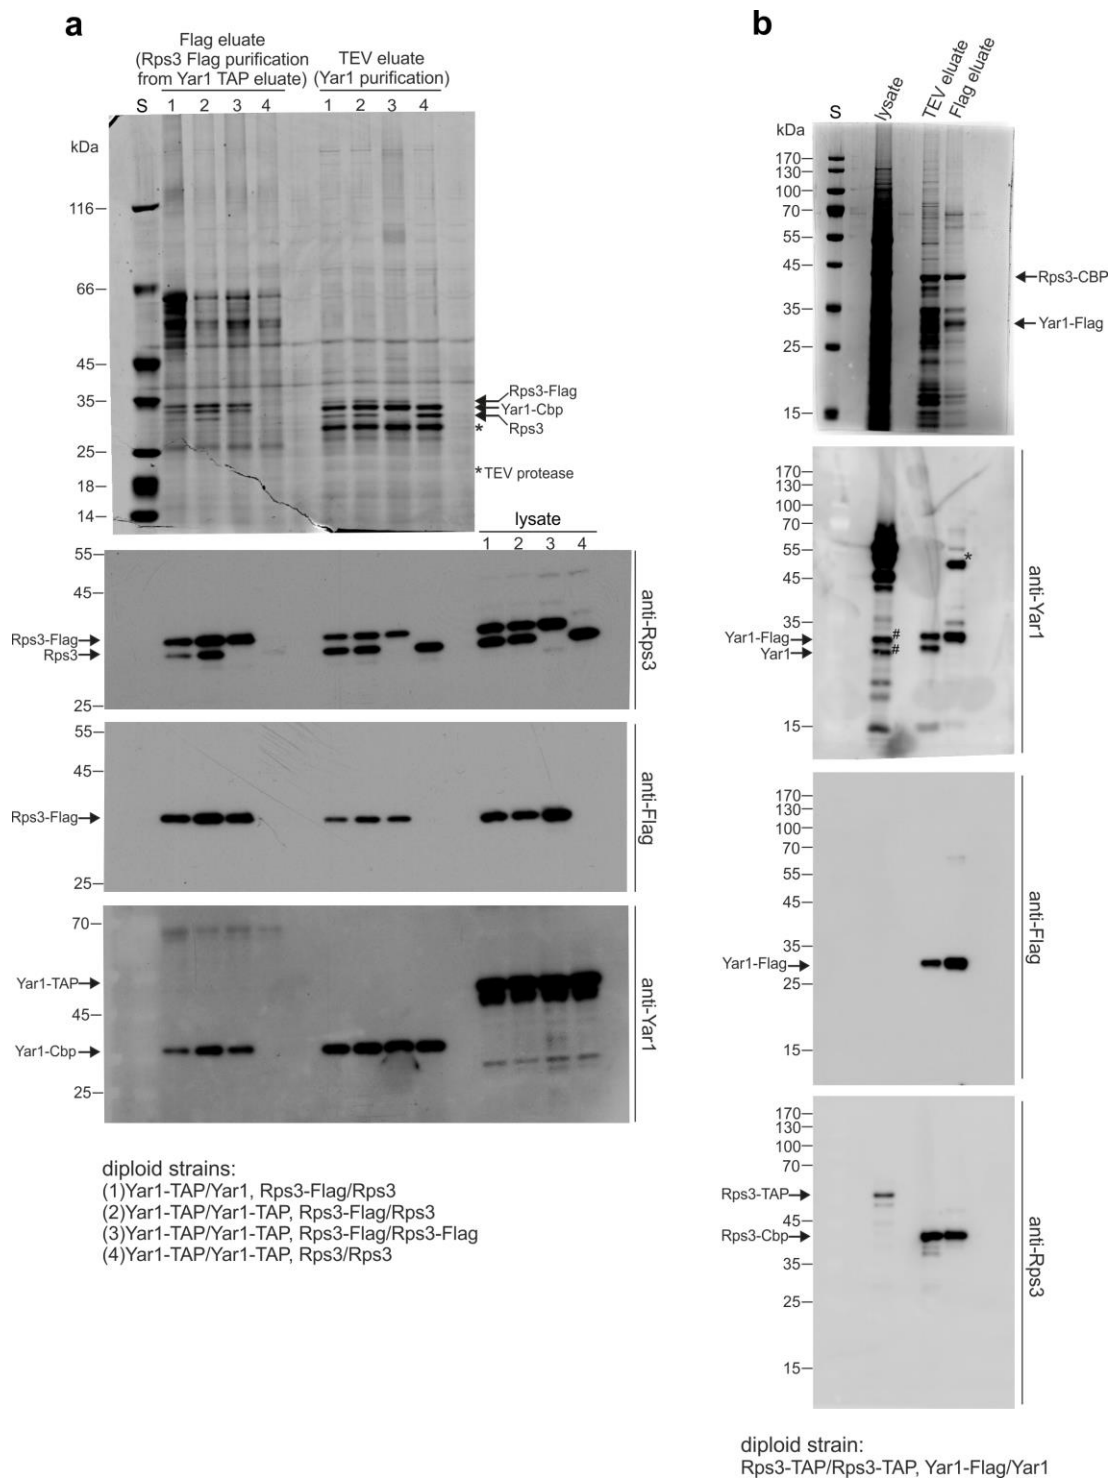 a
Flag eluate
(Rps3 Flag purification
from Yar1 TAP eluate)
TEV eluate
(Yar1 purification)
S 1 2 3 4 1 2 3 4
kDa
116
66
45
35
25
18
14
Rps3-Flag
Yar1-Cbp
Rps3
*
*TEV protease
lysate
1 2 3 4
55
45
Rps3-Flag
Rps3
25
anti-Rps3
55
45
Rps3-Flag
25
anti-Flag
70
Yar1-TAP
45
Yar1-Cbp
25
anti-Yar1
diploid strains:
(1)Yar1-TAP/Yar1, Rps3-Flag/Rps3
(2)Yar1-TAP/Yar1-TAP, Rps3-Flag/Rps3
(3)Yar1-TAP/Yar1-TAP, Rps3-Flag/Rps3-Flag
(4)Yar1-TAP/Yar1-TAP, Rps3/Rps3
b
S lysate TEV eluate Flag eluate
kDa
170
130
100
70
55
45
35
25
15
Rps3-CBP
Yar1-Flag
170
130
100
70
55
45
35
Yar1-Flag
Yar1
15
*
#
#
anti-Yar1
170
130
100
70
55
45
35
Yar1-Flag
25
15
anti-Flag
170
130
100
70
Rps3-TAP
45
Rps3-Cbp
35
25
15
anti-Rps3
diploid strain:
Rps3-TAP/Rps3-TAP, Yar1-Flag/Yar1